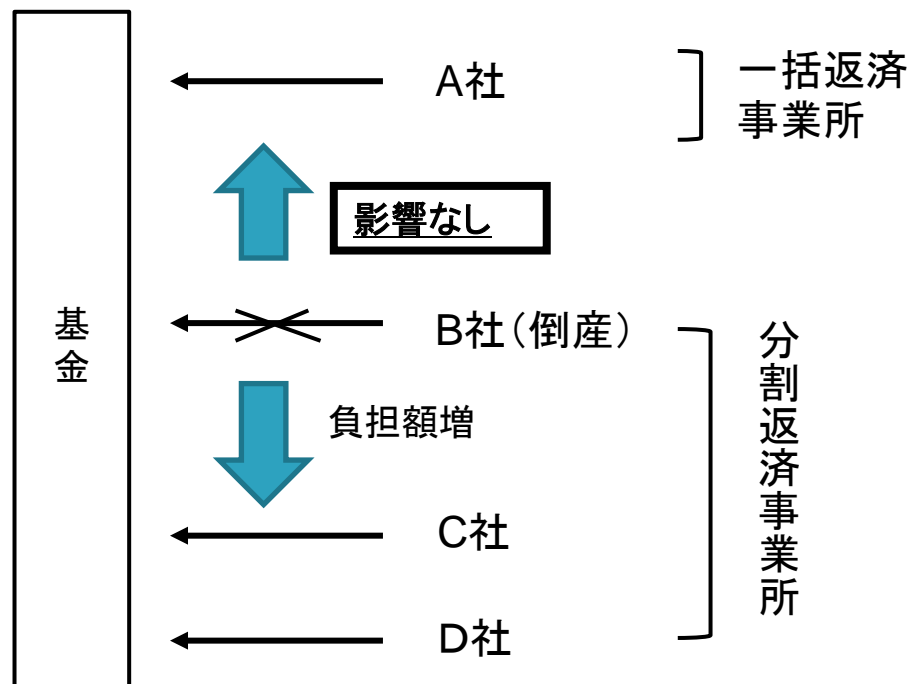 A社
一括返済
事業所
影響なし
基金
B社（倒産）
負担額増
分割返済事業所
C社
D社